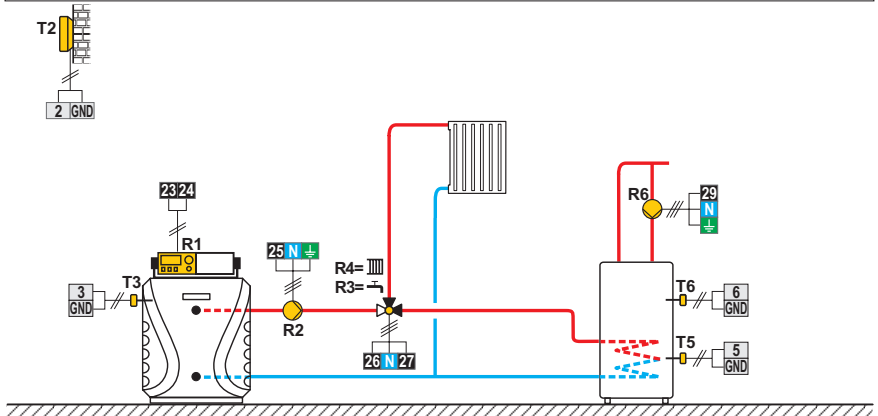 T2
2 GND
23 24
R1
T3
3
GND
25 N
R2
R4=
R3=
26 N 27
R6
29
N
T6
6
GND
T5
5
GND